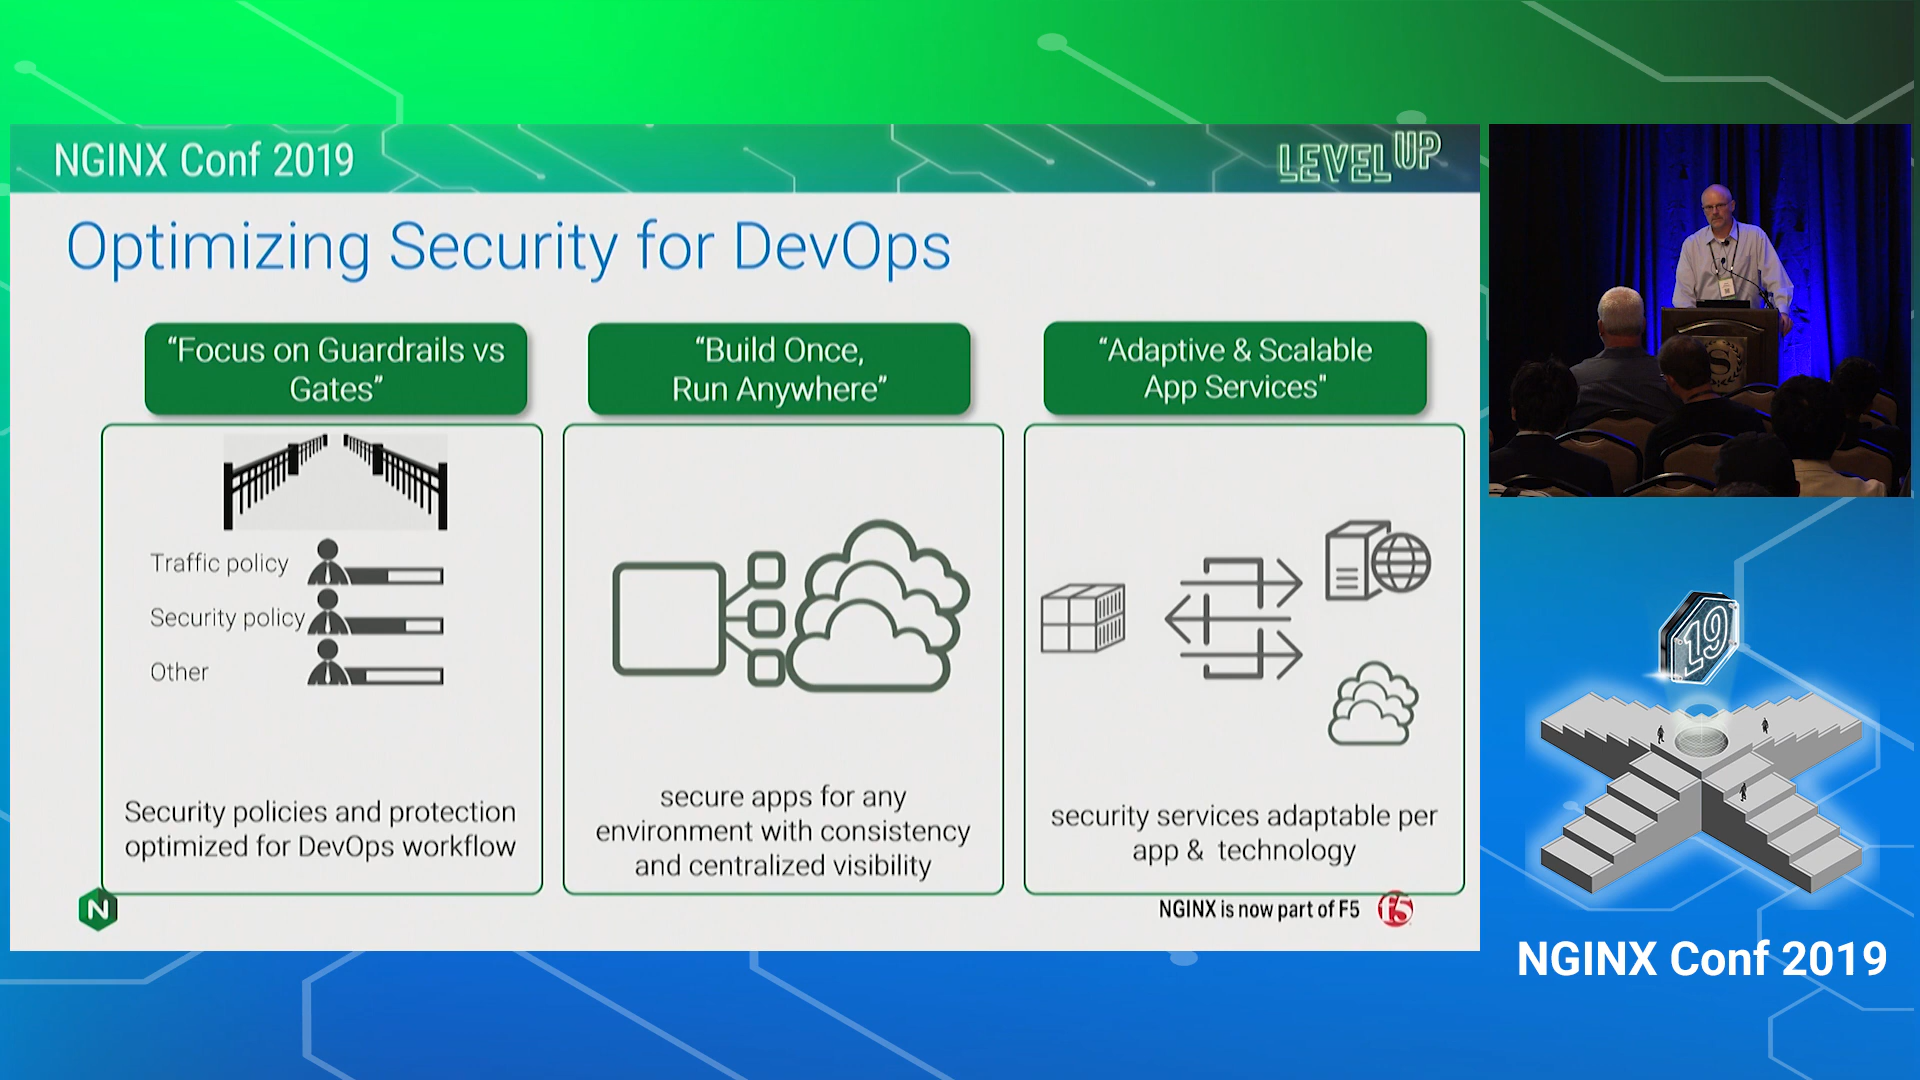 NGINX Conf 2019
LEVEL UP
Optimizing Security for DevOps
“Focus on Guardrails vs
Gates”
Traffic policy
Security policy
Other
Security policies and protection
optimized for DevOps workflow
“Build Once,
Run Anywhere”
secure apps for any
environment with consistency
and centralized visibility
“Adaptive & Scalable
App Services"
security services adaptable per
app & technology
N
NGINX is now part of F5
f5
S
19
NGINX Conf 2019